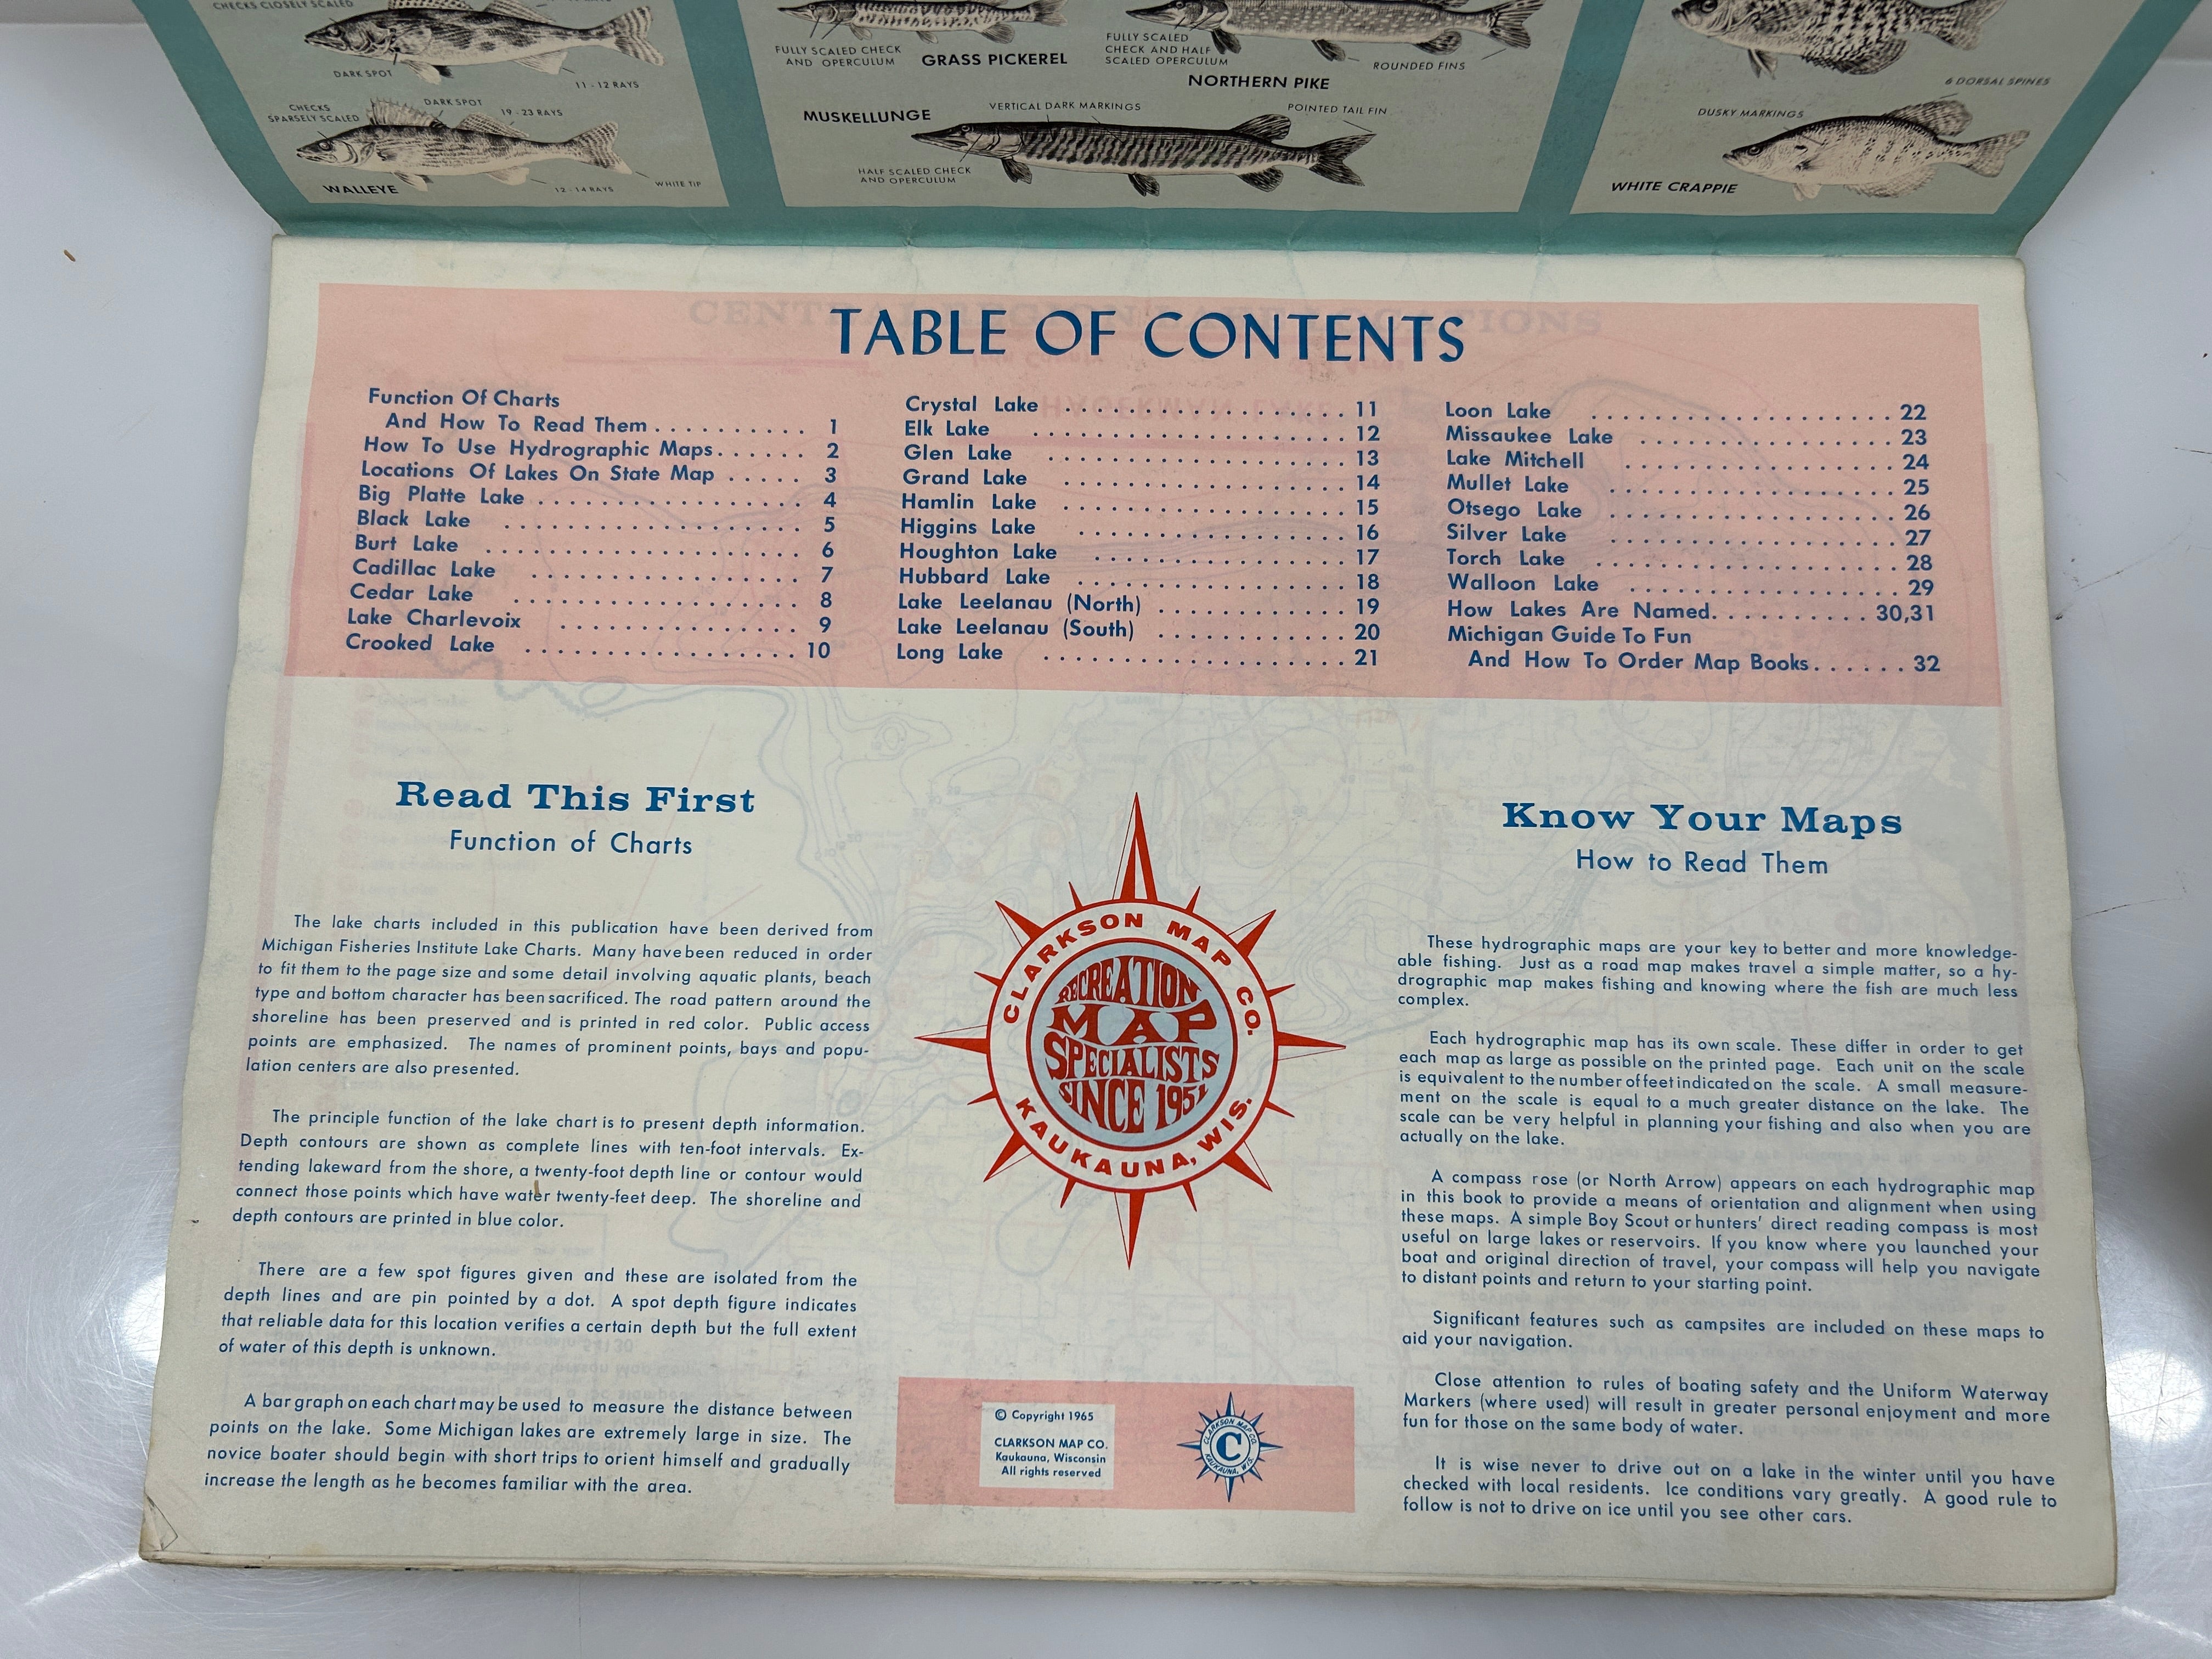 CHECKS CLOSELY SCALED
DARK SPOT
11 - 12 RAYS
CHECKS
SPARSELY SCALED
DARK SPOT
19 - 23 RAYS
WALLEYE
12 - 14 RAYS
WHITE TIP
FULLY SCALED CHECK
AND OPERCULUM
GRASS PICKEREL
FULLY SCALED
CHECK AND HALF
SCALED OPERCULUM
ROUNDED FINS
NORTHERN PIKE
MUSKELLUNGE
VERTICAL DARK MARKINGS
POINTED TAIL FIN
HALF SCALED CHECK
AND OPERCULUM
6 DORSAL SPINES
DUSKY MARKINGS
WHITE CRAPPIE
TABLE OF CONTENTS
Function Of Charts
And How To Read Them . . . . . . . . . . 1
How To Use Hydrographic Maps . . . . . . 2
Locations Of Lakes On State Map . . . . . 3
Big Platte Lake . . . . . . . . . . . . . . . . . . 4
Black Lake . . . . . . . . . . . . . . . . . . . . 5
Burt Lake . . . . . . . . . . . . . . . . . . . . . 6
Cadillac Lake . . . . . . . . . . . . . . . . . . 7
Cedar Lake . . . . . . . . . . . . . . . . . . . 8
Lake Charlevoix . . . . . . . . . . . . . . . . 9
Crooked Lake . . . . . . . . . . . . . . . . . 10
Crystal Lake . . . . . . . . . . . . . . . . . . 11
Elk Lake . . . . . . . . . . . . . . . . . . . . 12
Glen Lake . . . . . . . . . . . . . . . . . . . 13
Grand Lake . . . . . . . . . . . . . . . . . . 14
Hamlin Lake . . . . . . . . . . . . . . . . . . 15
Higgins Lake . . . . . . . . . . . . . . . . . 16
Houghton Lake . . . . . . . . . . . . . . . . 17
Hubbard Lake . . . . . . . . . . . . . . . . . 18
Lake Leelanau (North) . . . . . . . . . . . . 19
Lake Leelanau (South) . . . . . . . . . . . . 20
Long Lake . . . . . . . . . . . . . . . . . . . 21
Loon Lake . . . . . . . . . . . . . . . . . . . 22
Missaukee Lake . . . . . . . . . . . . . . . . 23
Lake Mitchell . . . . . . . . . . . . . . . . . 24
Mullet Lake . . . . . . . . . . . . . . . . . . 25
Otsego Lake . . . . . . . . . . . . . . . . . . 26
Silver Lake . . . . . . . . . . . . . . . . . . 27
Torch Lake . . . . . . . . . . . . . . . . . . . 28
Walloon Lake . . . . . . . . . . . . . . . . . 29
How Lakes Are Named. . . . . . . . . . 30,31
Michigan Guide To Fun
And How To Order Map Books . . . . . . 32
Read This First
Function of Charts
The lake charts included in this publication have been derived from
Michigan Fisheries Institute Lake Charts. Many have been reduced in order
to fit them to the page size and some detail involving aquatic plants, beach
type and bottom character has been sacrificed. The road pattern around the
shoreline has been preserved and is printed in red color. Public access
points are emphasized. The names of prominent points, bays and popu-
lation centers are also presented.
The principle function of the lake chart is to present depth information.
Depth contours are shown as complete lines with ten-foot intervals. Ex-
tending lakeward from the shore, a twenty-foot depth line or contour would
connect those points which have water twenty-feet deep. The shoreline and
depth contours are printed in blue color.
There are a few spot figures given and these are isolated from the
depth lines and are pin pointed by a dot. A spot depth figure indicates
that reliable data for this location verifies a certain depth but the full extent
of water of this depth is unknown.
A bar graph on each chart may be used to measure the distance between
points on the lake. Some Michigan lakes are extremely large in size. The
novice boater should begin with short trips to orient himself and gradually
increase the length as he becomes familiar with the area.
CLARKSON MAP CO.
RECREATION
MAP
SPECIALISTS
SINCE 1951
KAUKAUNA, WIS.
© Copyright 1965
CLARKSON MAP CO.
Kaukauna, Wisconsin
All rights reserved
CLARKSON MAP CO.
C
KAUKAUNA, WIS.
Know Your Maps
How to Read Them
These hydrographic maps are your key to better and more knowledge-
able fishing. Just as a road map makes travel a simple matter, so a hy-
drographic map makes fishing and knowing where the fish are much less
complex.
Each hydrographic map has its own scale. These differ in order to get
each map as large as possible on the printed page. Each unit on the scale
is equivalent to the number of feet indicated on the scale. A small measure-
ment on the scale is equal to a much greater distance on the lake. The
scale can be very helpful in planning your fishing and also when you are
actually on the lake.
A compass rose (or North Arrow) appears on each hydrographic map
in this book to provide a means of orientation and alignment when using
these maps. A simple Boy Scout or hunters' direct reading compass is most
useful on large lakes or reservoirs. If you know where you launched your
boat and original direction of travel, your compass will help you navigate
to distant points and return to your starting point.
Significant features such as campsites are included on these maps to
aid your navigation.
Close attention to rules of boating safety and the Uniform Waterway
Markers (where used) will result in greater personal enjoyment and more
fun for those on the same body of water.
It is wise never to drive out on a lake in the winter until you have
checked with local residents. Ice conditions vary greatly. A good rule to
follow is not to drive on ice until you see other cars.